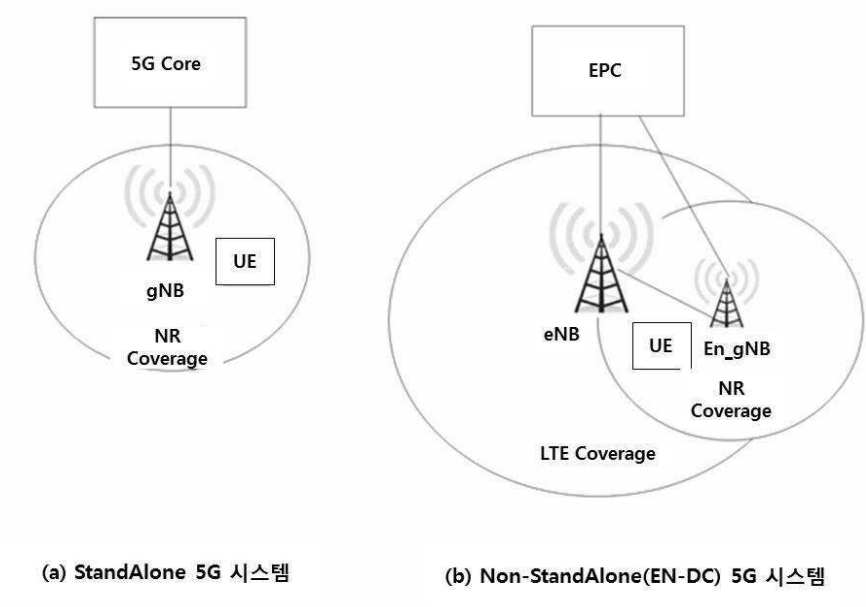 5G Core
gNB
UE
NR
Coverage
(a) StandAlone 5G 시스템
EPC
eNB
UE
En_gNB
NR
Coverage
LTE Coverage
(b) Non-StandAlone(EN-DC) 5G 시스템